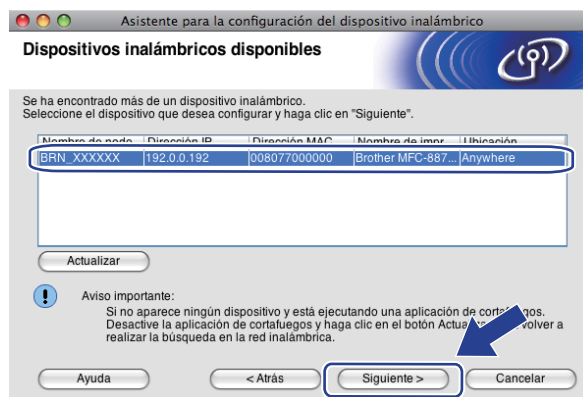 Asistente para la configuración del dispositivo inalámbrico
Dispositivos inalámbricos disponibles
Se ha encontrado más de un dispositivo inalámbrico.
Seleccione el dispositivo que desea configurar y haga clic en "Siguiente".
Nombre de nodo Dirección IP Dirección MAC Nombre de impr Ubicación
BRN_XXXXXX 192.0.0.192 008077000000 Brother MFC-887... Anywhere
Actualizar
Aviso importante:
Si no aparece ningún dispositivo y está ejecutando una aplicación de cortafuegos.
Desactive la aplicación de cortafuegos y haga clic en el botón volver a
realizar la búsqueda en la red inalámbrica.
Ayuda < Atrás Siguiente > Cancelar